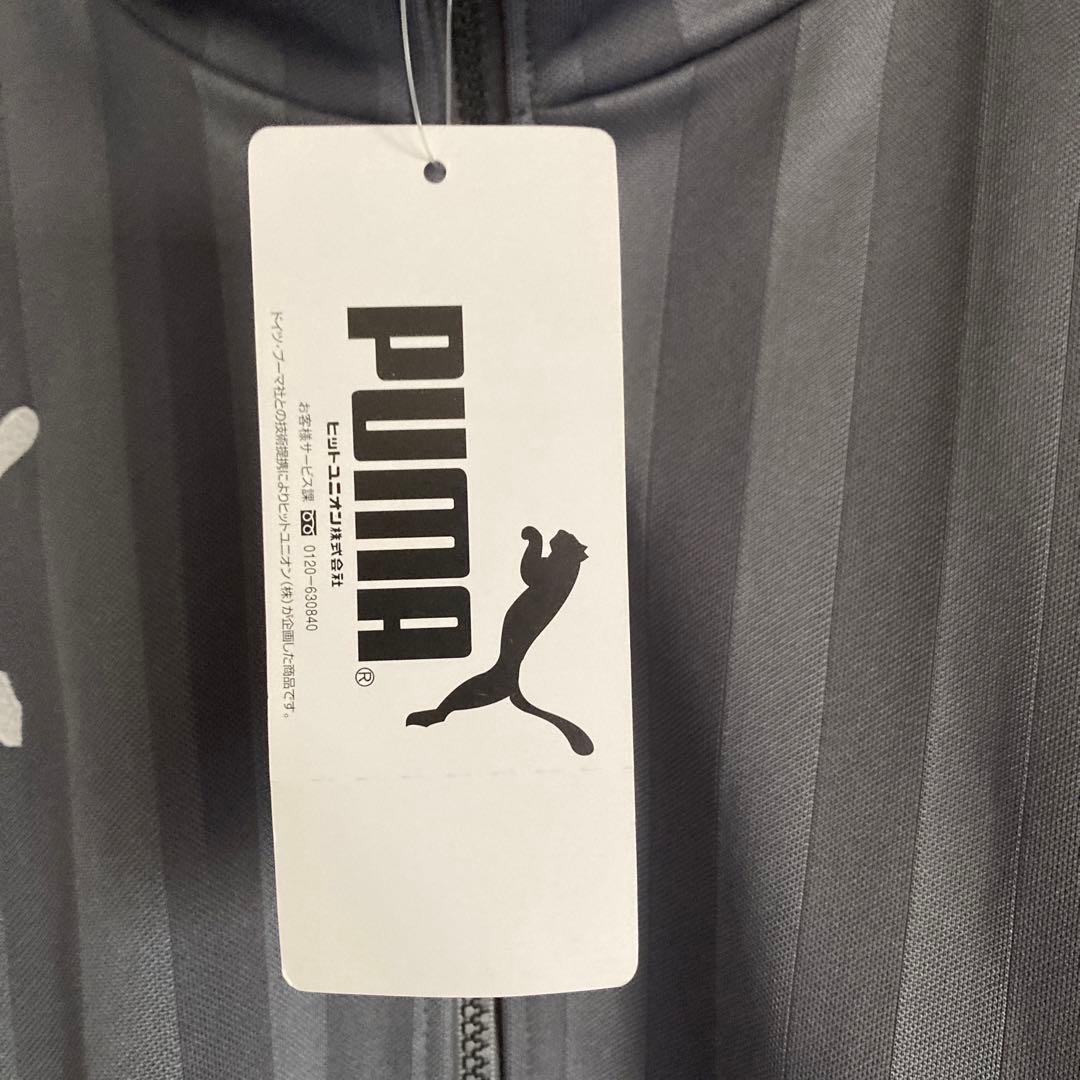 PUMA®
ヒットユニオン株式会社
お客様サービス課 0120-630840
ドイツ・プーマ社との技術提携によりヒットユニオン(株)が企画した商品です。